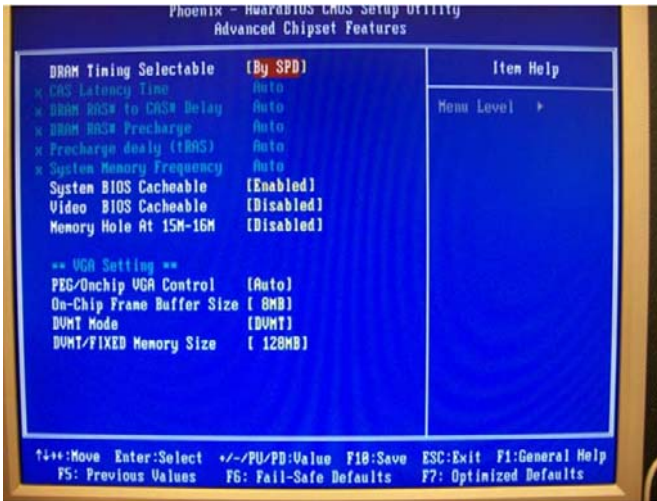 Phoenix - AwardBIOS CMOS Setup Utility
Advanced Chipset Features
DRAM Timing Selectable [By SPD]
x CAS Latency Time Auto
x DRAM RAS# to CAS# Delay Auto
x DRAM RAS# Precharge Auto
x Precharge dealy (tRAS) Auto
x System Memory Frequency Auto
System BIOS Cacheable [Enabled]
Video BIOS Cacheable [Disabled]
Memory Hole At 15M-16M [Disabled]
** VGA Setting **
PEG/Onchip VGA Control [Auto]
On-Chip Frame Buffer Size [ 8MB]
DVMT Mode [DVMT]
DVMT/FIXED Memory Size [ 128MB]
Item Help
Menu Level ▸
↑↓→←:Move Enter:Select +/-/PU/PD:Value F10:Save ESC:Exit F1:General Help
F5: Previous Values F6: Fail-Safe Defaults F7: Optimized Defaults